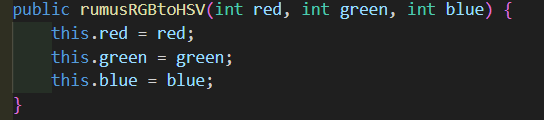 public rumusRGBtoHSV(int red, int green, int blue) {
    this.red = red;
    this.green = green;
    this.blue = blue;
}